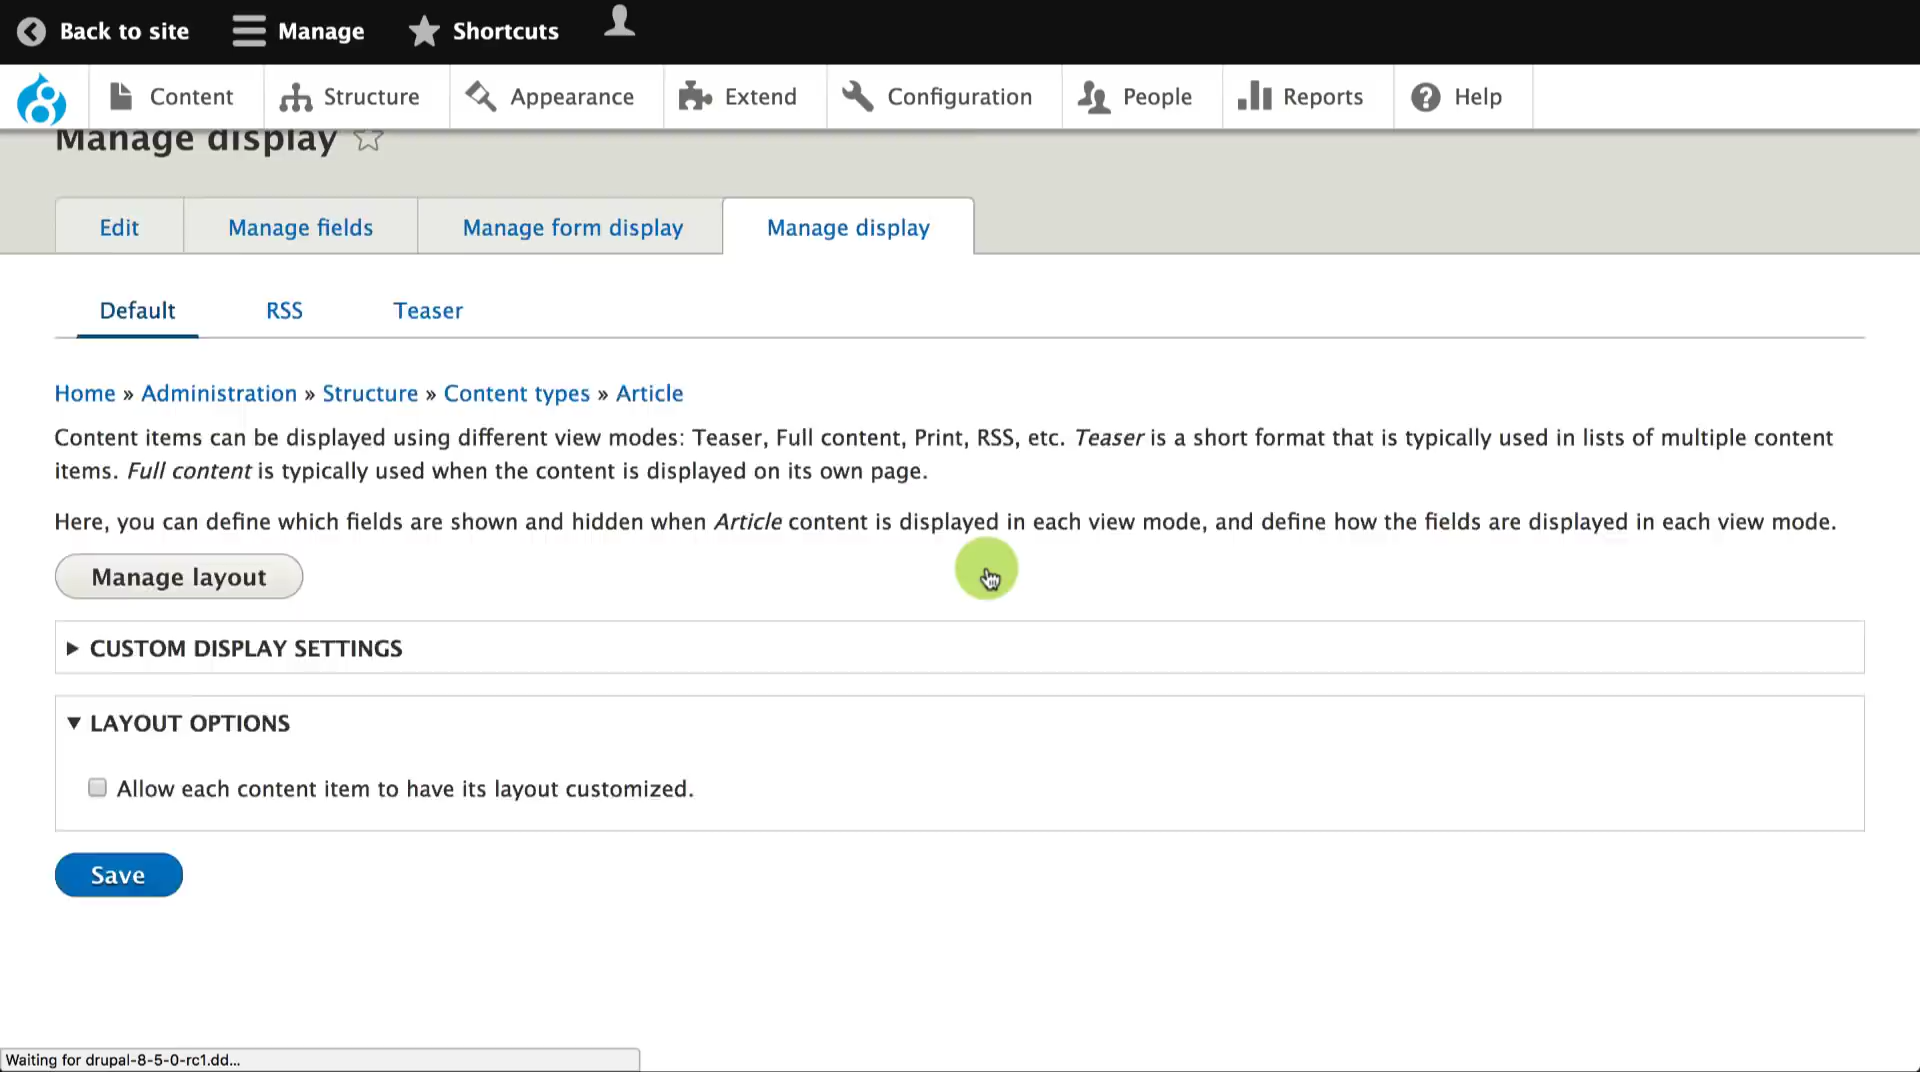 Back to site
Manage
Shortcuts
Content
Structure
Appearance
Extend
Configuration
People
Reports
Help
Manage display
Edit
Manage fields
Manage form display
Manage display
Default
RSS
Teaser
Home » Administration » Structure » Content types » Article
Content items can be displayed using different view modes: Teaser, Full content, Print, RSS, etc. Teaser is a short format that is typically used in lists of multiple content
items. Full content is typically used when the content is displayed on its own page.
Here, you can define which fields are shown and hidden when Article content is displayed in each view mode, and define how the fields are displayed in each view mode.
Manage layout
CUSTOM DISPLAY SETTINGS
LAYOUT OPTIONS
Allow each content item to have its layout customized.
Save
Waiting for drupal-8-5-0-rc1.dd...